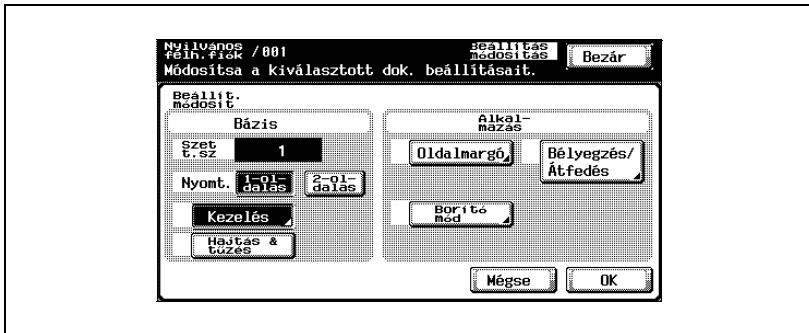 Nyilvános
félh.fiók /001
Beállítás
módosítás
Bezár
Módosítsa a kiválasztott dok. beállításait.
Beállít.
módosít
Bázis
Alkal-
mazás
Szet
t.sz
1
Oldalmargó
Bélyegzés/
Átfedés
Nyomt.
1-ol-
dalas
2-ol-
dalas
Kezelés
Borító
mód
Hajtás &
tűzés
Mégse
OK